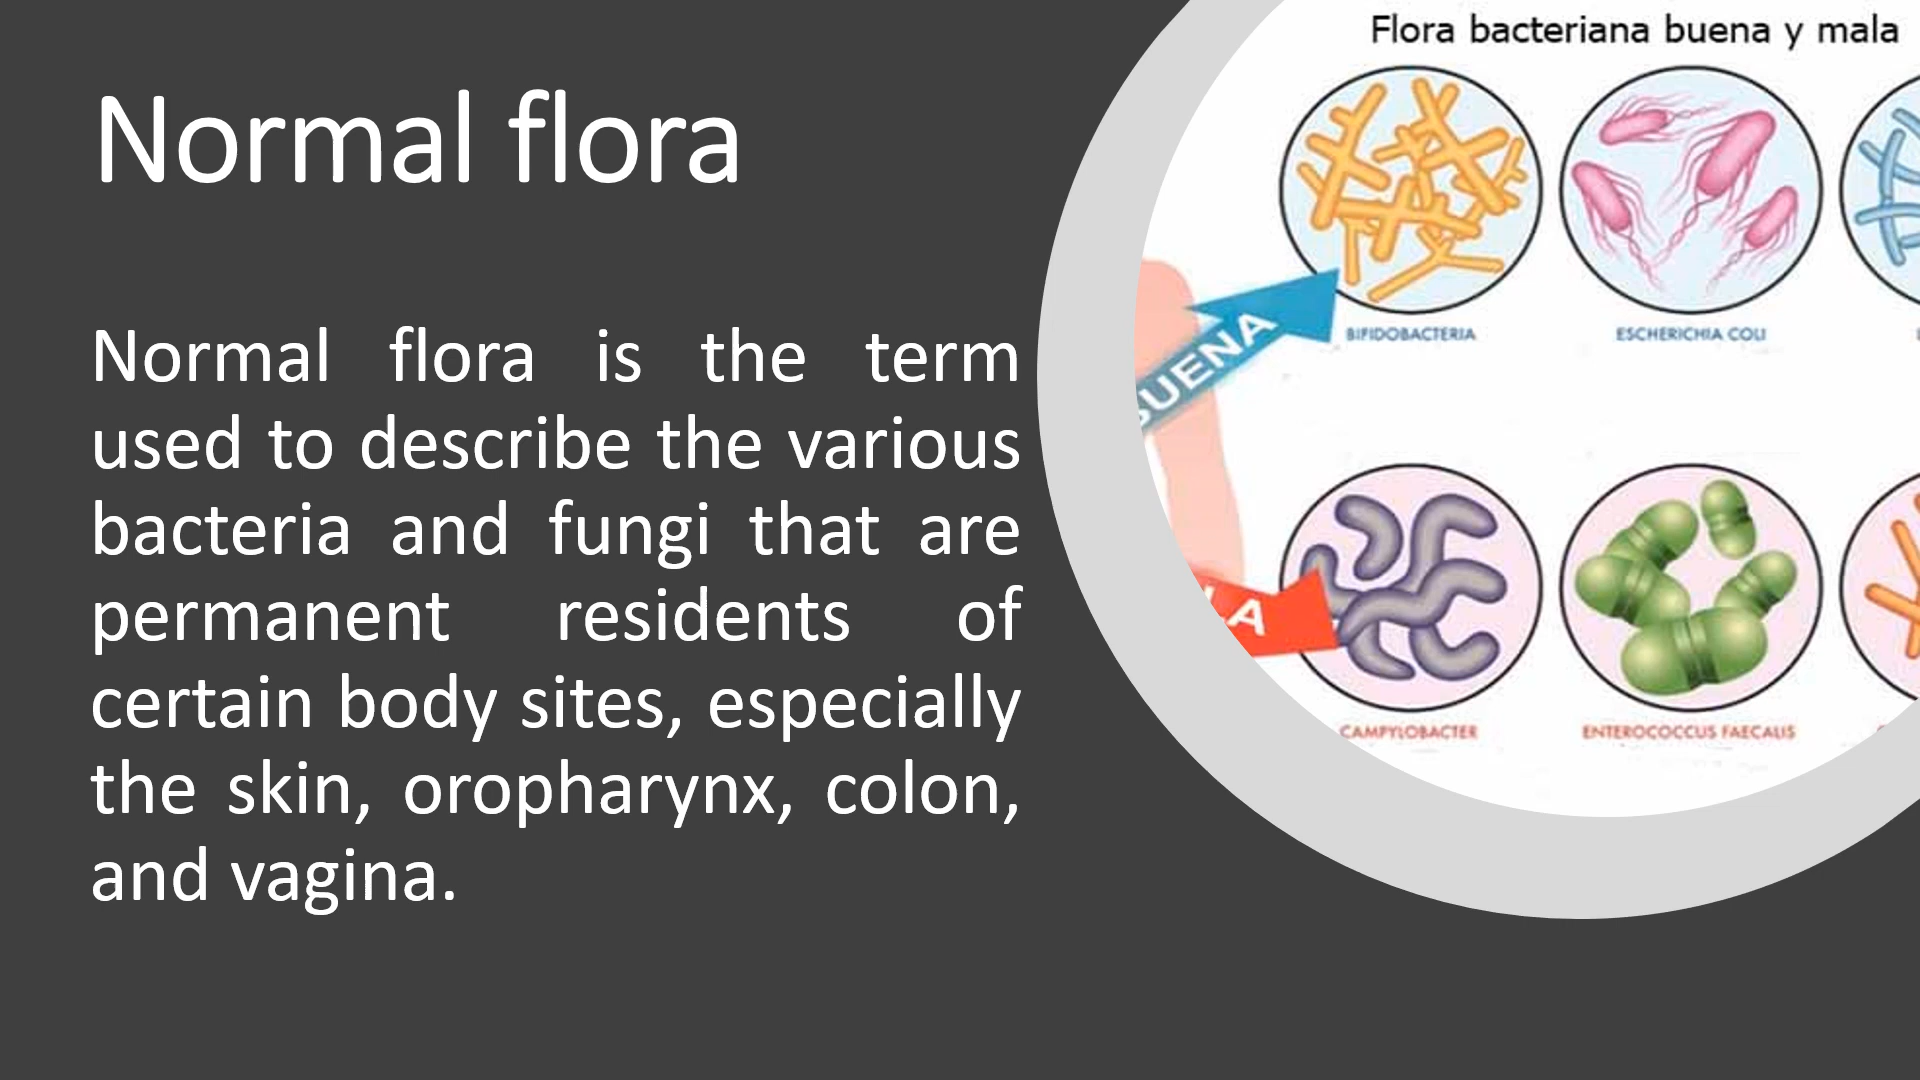 Normal flora
Normal flora is the term
used to describe the various
bacteria and fungi that are
permanent residents of
certain body sites, especially
the skin, oropharynx, colon,
and vagina.
Flora bacteriana buena y mala
BUENA
BIFIDOBACTERIA
ESCHERICHIA COLI
CAMPYLOBACTER
ENTEROCOCCUS FAECALIS